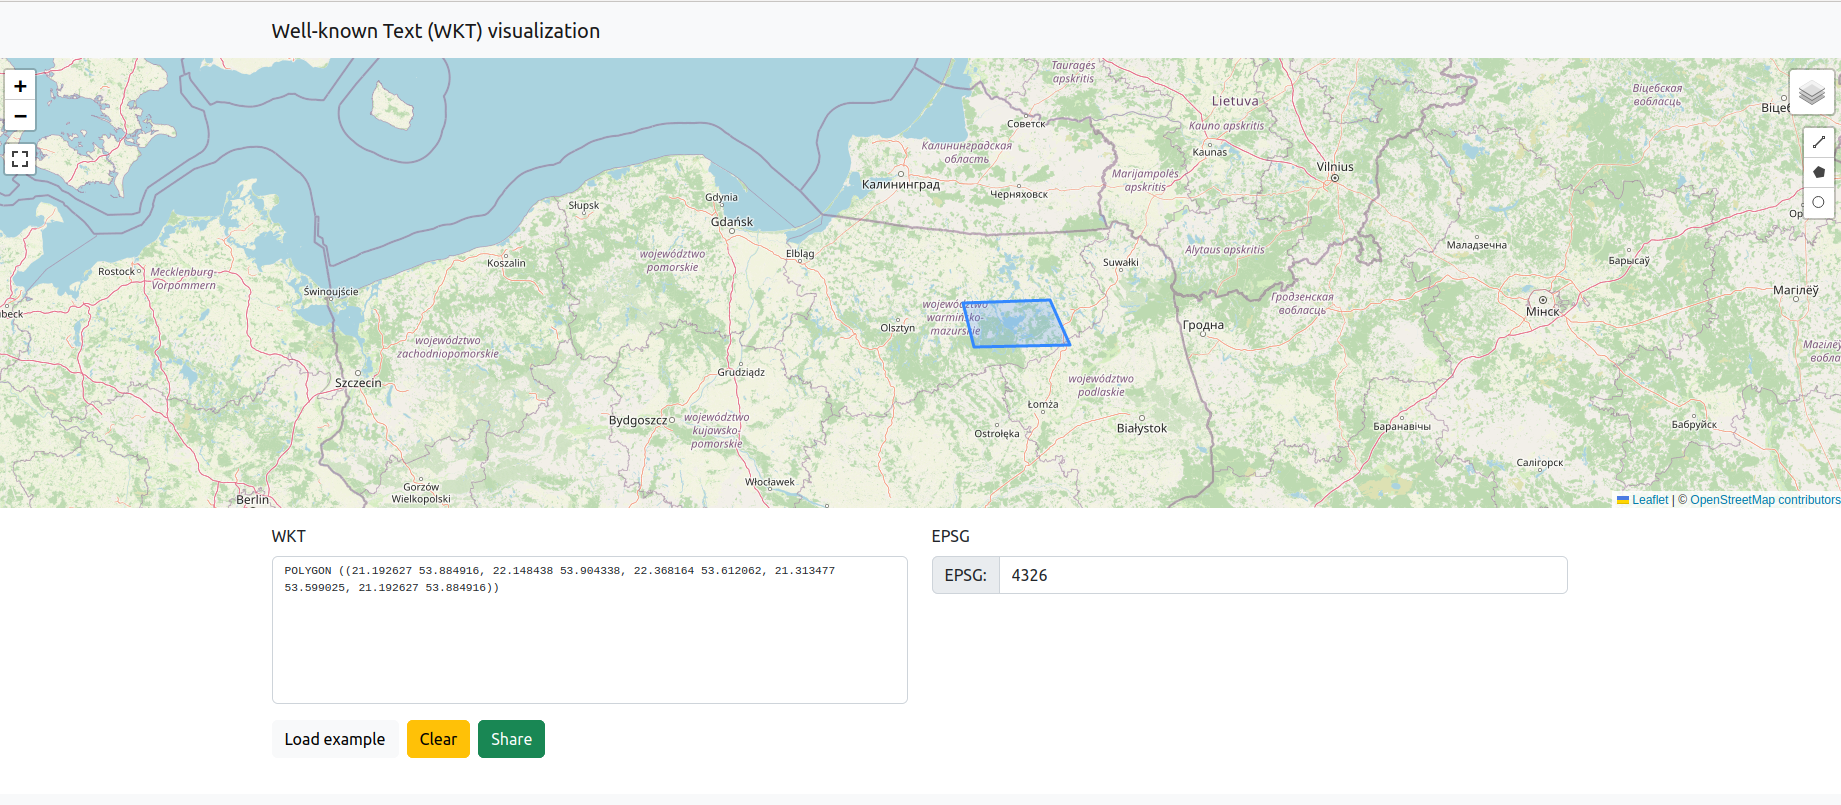 Well-known Text (WKT) visualization
+
−
Tauragės
apskritis
Lietuva
Віцебская
вобласць
Советск
Kauno apskritis
Калининградская
область
Kaunas
Vilnius
Marijampolės
apskritis
Калининград
Черняховск
Gdynia
Słupsk
Gdańsk
Маладзечна
Alytaus apskritis
Elbląg
województwo
pomorskie
Koszalin
Suwałki
Барысаў
Rostock
Mecklenburg-
Vorpommern
Świnoujście
Магілёў
Гродзенская
вобласць
województwo
warmińsko-
mazurskie
Мінск
Olsztyn
Гродна
województwo
zachodniopomorskie
Grudziądz
Szczecin
województwo
podlaskie
Łomża
Bydgoszcz
województwo
kujawsko-
pomorskie
Białystok
Баранавічы
Бабруйск
Ostrołęka
Салігорск
Włocławek
Gorzów
Wielkopolski
Berlin
Leaflet | © OpenStreetMap contributors
WKT
EPSG
POLYGON ((21.192627 53.884916, 22.148438 53.904338, 22.368164 53.612062, 21.313477
53.599025, 21.192627 53.884916))
EPSG: 4326
Load example Clear Share